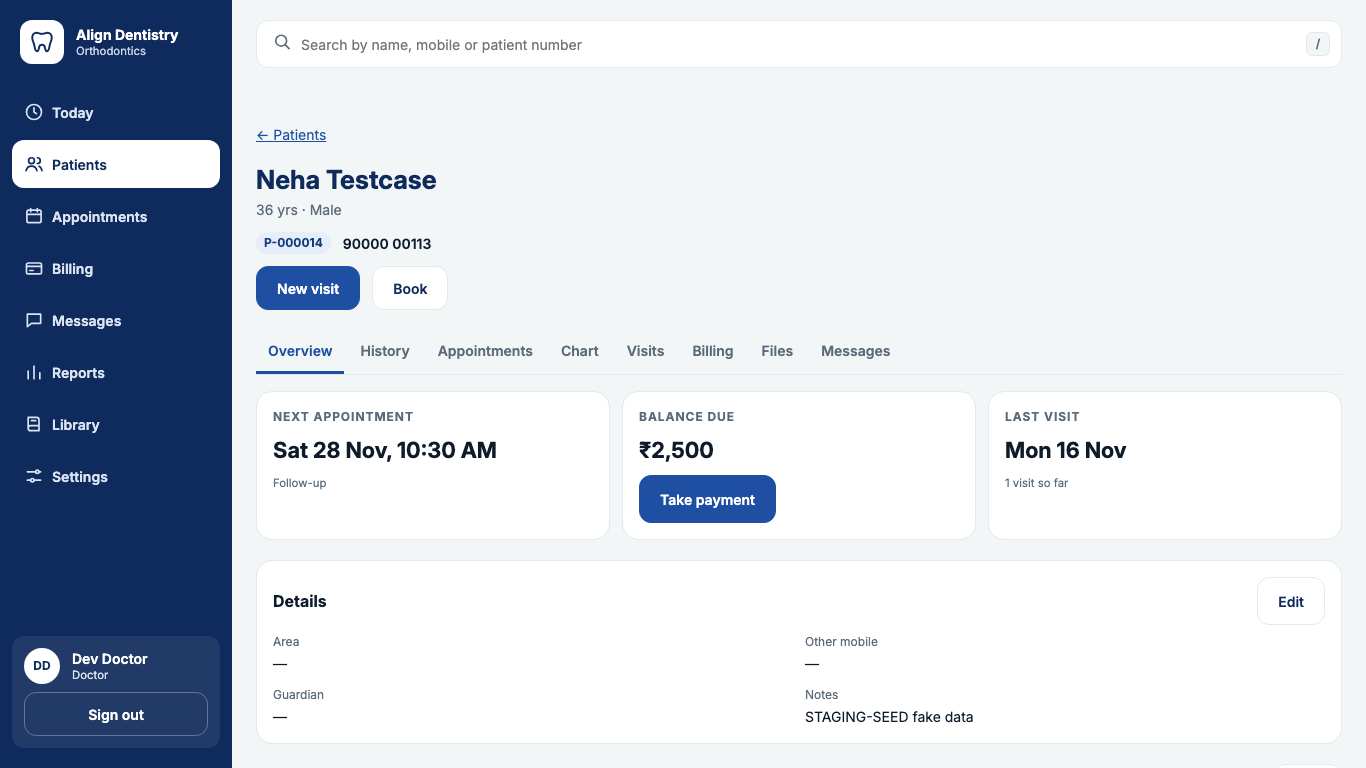 Align Dentistry
Orthodontics
Today
Patients
Appointments
Billing
Messages
Reports
Library
Settings
DD
Dev Doctor
Doctor
Sign out
Search by name, mobile or patient number
/
← Patients
Neha Testcase
36 yrs · Male
P-000014 90000 00113
New visit Book
Overview History Appointments Chart Visits Billing Files Messages
NEXT APPOINTMENT
Sat 28 Nov, 10:30 AM
Follow-up
BALANCE DUE
₹2,500
Take payment
LAST VISIT
Mon 16 Nov
1 visit so far
Details
Edit
Area
—
Other mobile
—
Guardian
—
Notes
STAGING-SEED fake data